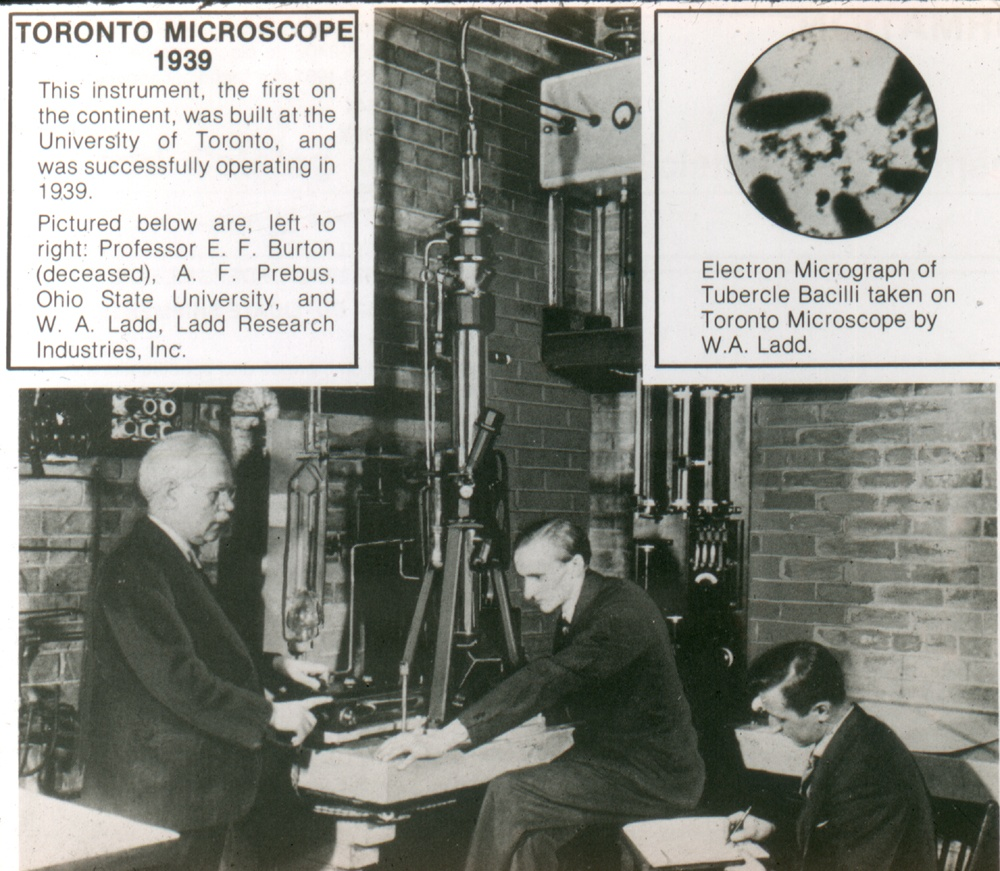 TORONTO MICROSCOPE
1939
This instrument, the first on
the continent, was built at the
University of Toronto, and
was successfully operating in
1939.
Pictured below are, left to
right: Professor E. F. Burton
(deceased), A. F. Prebus,
Ohio State University, and
W. A. Ladd, Ladd Research
Industries, Inc.
Electron Micrograph of
Tubercle Bacilli taken on
Toronto Microscope by
W.A. Ladd.